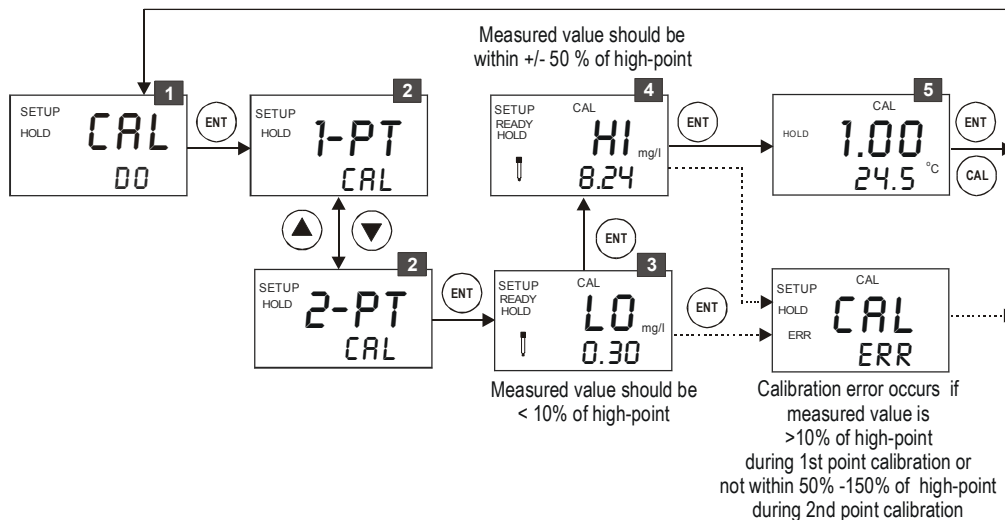 Measured value should be
within +/- 50 % of high-point
1
SETUP
HOLD
CAL
DO
ENT
2
SETUP
HOLD
1-PT
CAL
4
SETUP
CAL
READY
HOLD
HI
mg/l
8.24
ENT
5
CAL
HOLD
1.00
24.5
°C
ENT
CAL
2
SETUP
HOLD
2-PT
CAL
ENT
ENT
3
SETUP
CAL
READY
HOLD
LO
mg/l
0.30
ENT
SETUP
CAL
HOLD
CAL
ERR
ERR
Measured value should be
< 10% of high-point
Calibration error occurs if
measured value is
>10% of high-point
during 1st point calibration or
not within 50% -150% of high-point
during 2nd point calibration